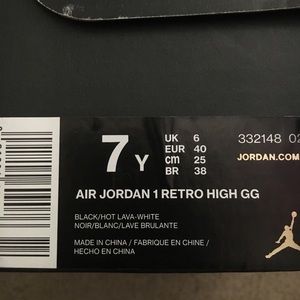 7 Y
UK 6
EUR 40
CM 25
BR 38
332148 02
JORDAN.COM
AIR JORDAN 1 RETRO HIGH GG
BLACK/HOT LAVA-WHITE
NOIR/BLANC/LAVE BRULANTE
MADE IN CHINA / FABRIQUE EN CHINE /
HECHO EN CHINA